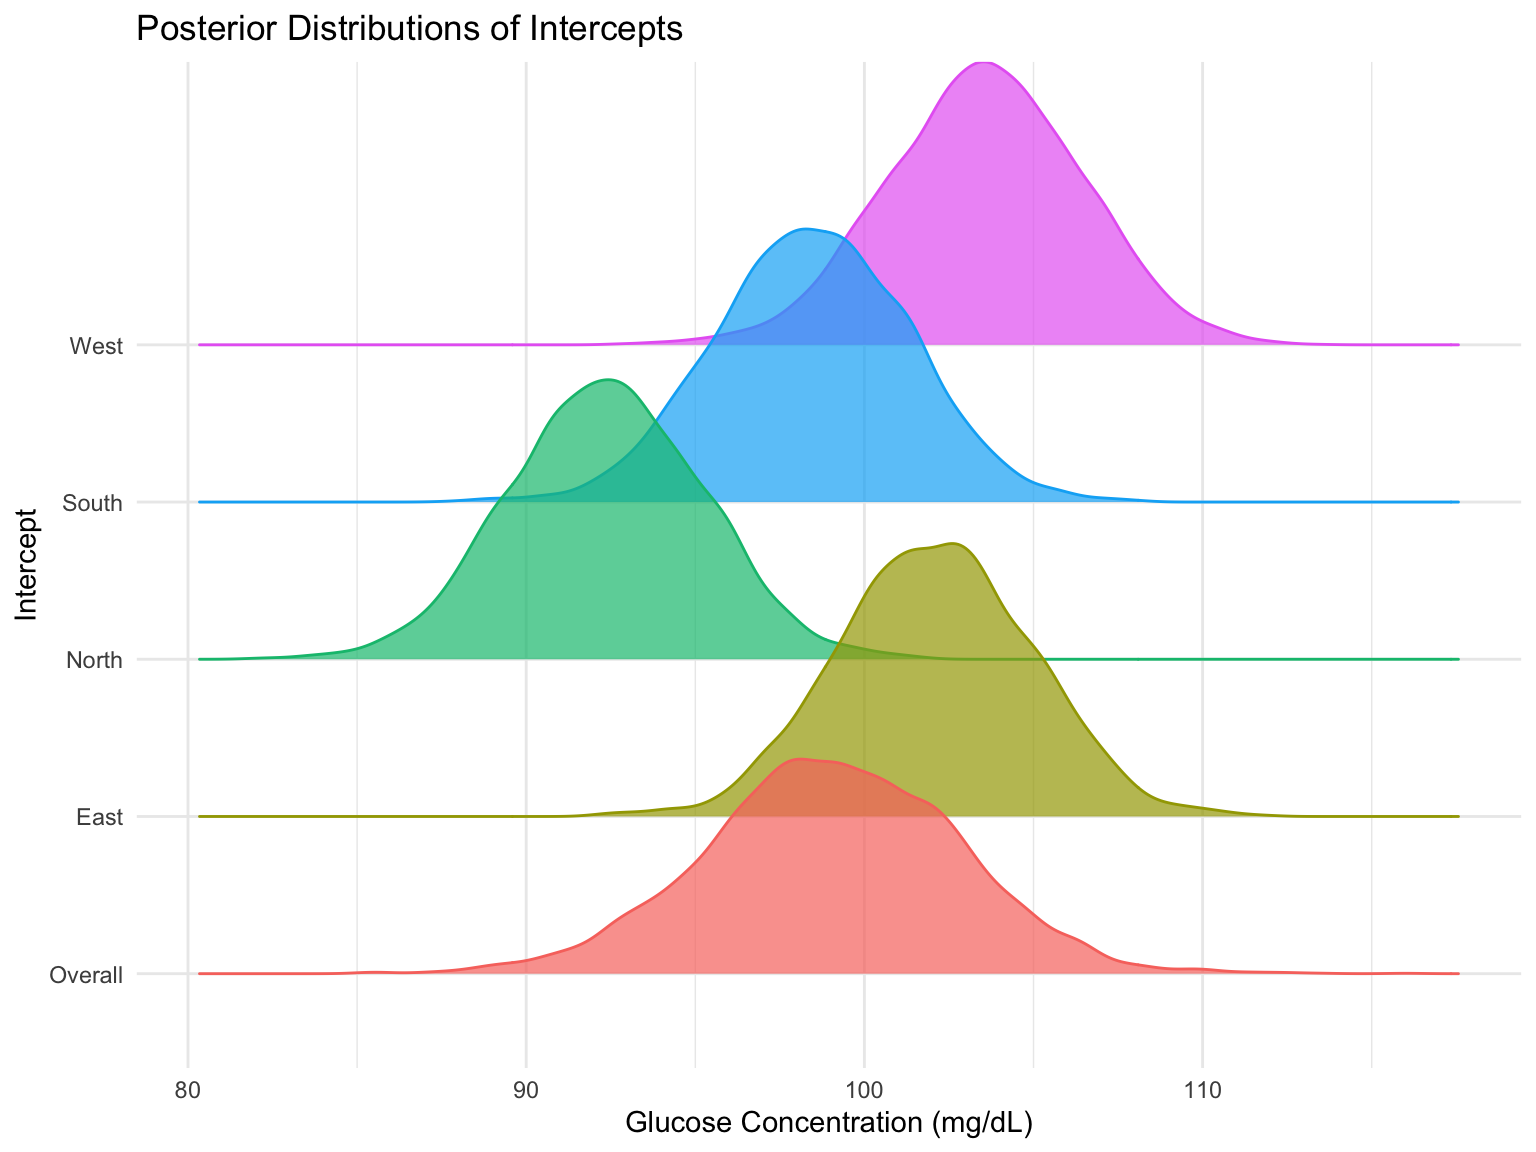 Posterior Distributions of Intercepts
West
South
North
East
Overall
Intercept
80 90 100 110
Glucose Concentration (mg/dL)